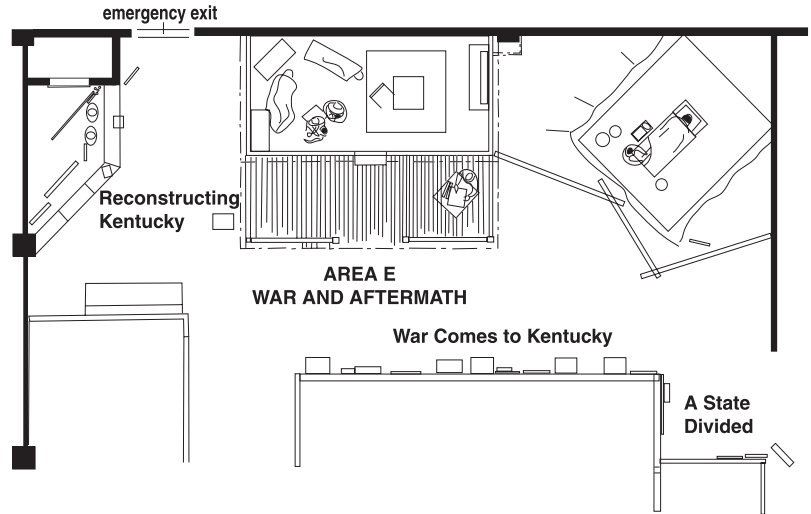 emergency exit
Reconstructing
Kentucky
AREA E
WAR AND AFTERMATH
War Comes to Kentucky
A State
Divided